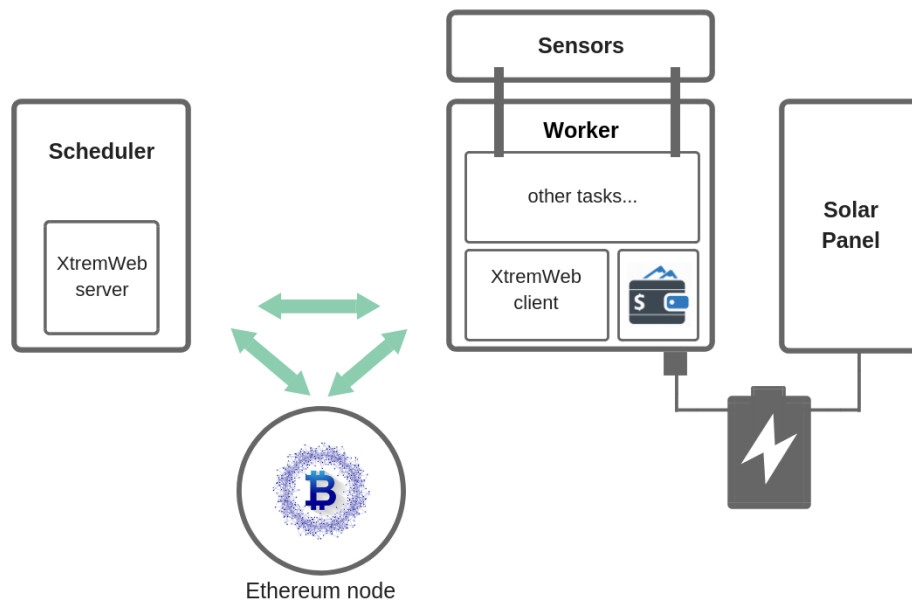 Sensors
Scheduler
XtremWeb
server
Worker
other tasks...
XtremWeb
client
$
Solar
Panel
Ethereum node